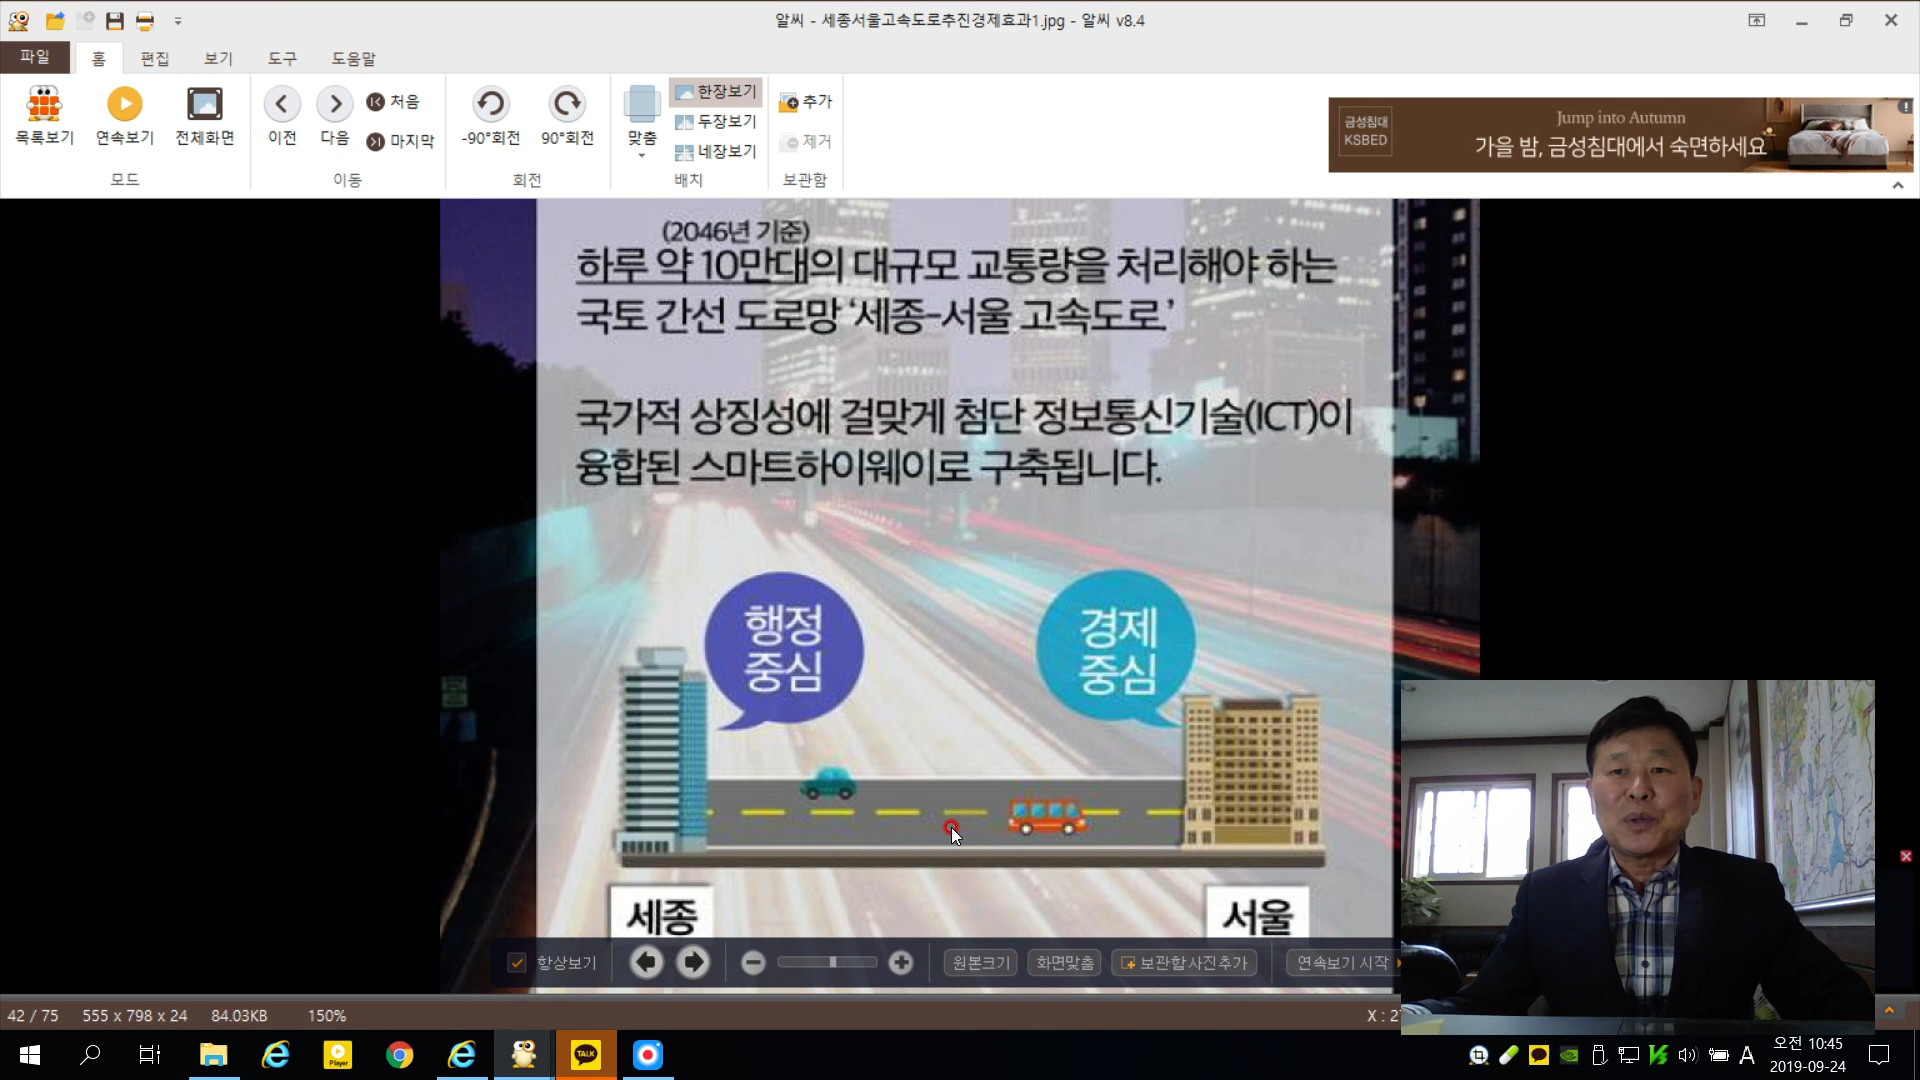 알씨 - 세종서울고속도로추진경제효과1.jpg - 알씨 v8.4
파일 홈 편집 보기 도구 도움말
목록보기 연속보기 전체화면
모드
이전 다음 처음 마지막
이동
-90°회전 90°회전
회전
맞춤 한장보기
두장보기
네장보기
배치
추가
제거
보관함
금성침대
KSBED
Jump into Autumn
가을 밤, 금성침대에서 숙면하세요
(2046년 기준)
하루 약 10만대의 대규모 교통량을 처리해야 하는
국토 간선 도로망 ‘세종-서울 고속도로’
국가적 상징성에 걸맞게 첨단 정보통신기술(ICT)이
융합된 스마트하이웨이로 구축됩니다.
행정
중심
경제
중심
세종
서울
항상보기 원본크기 화면맞춤 보관함사진추가 연속보기 시작
42 / 75 555 x 798 x 24 84.03KB 150% X : 2
Player
TALK
A
오전 10:45
2019-09-24